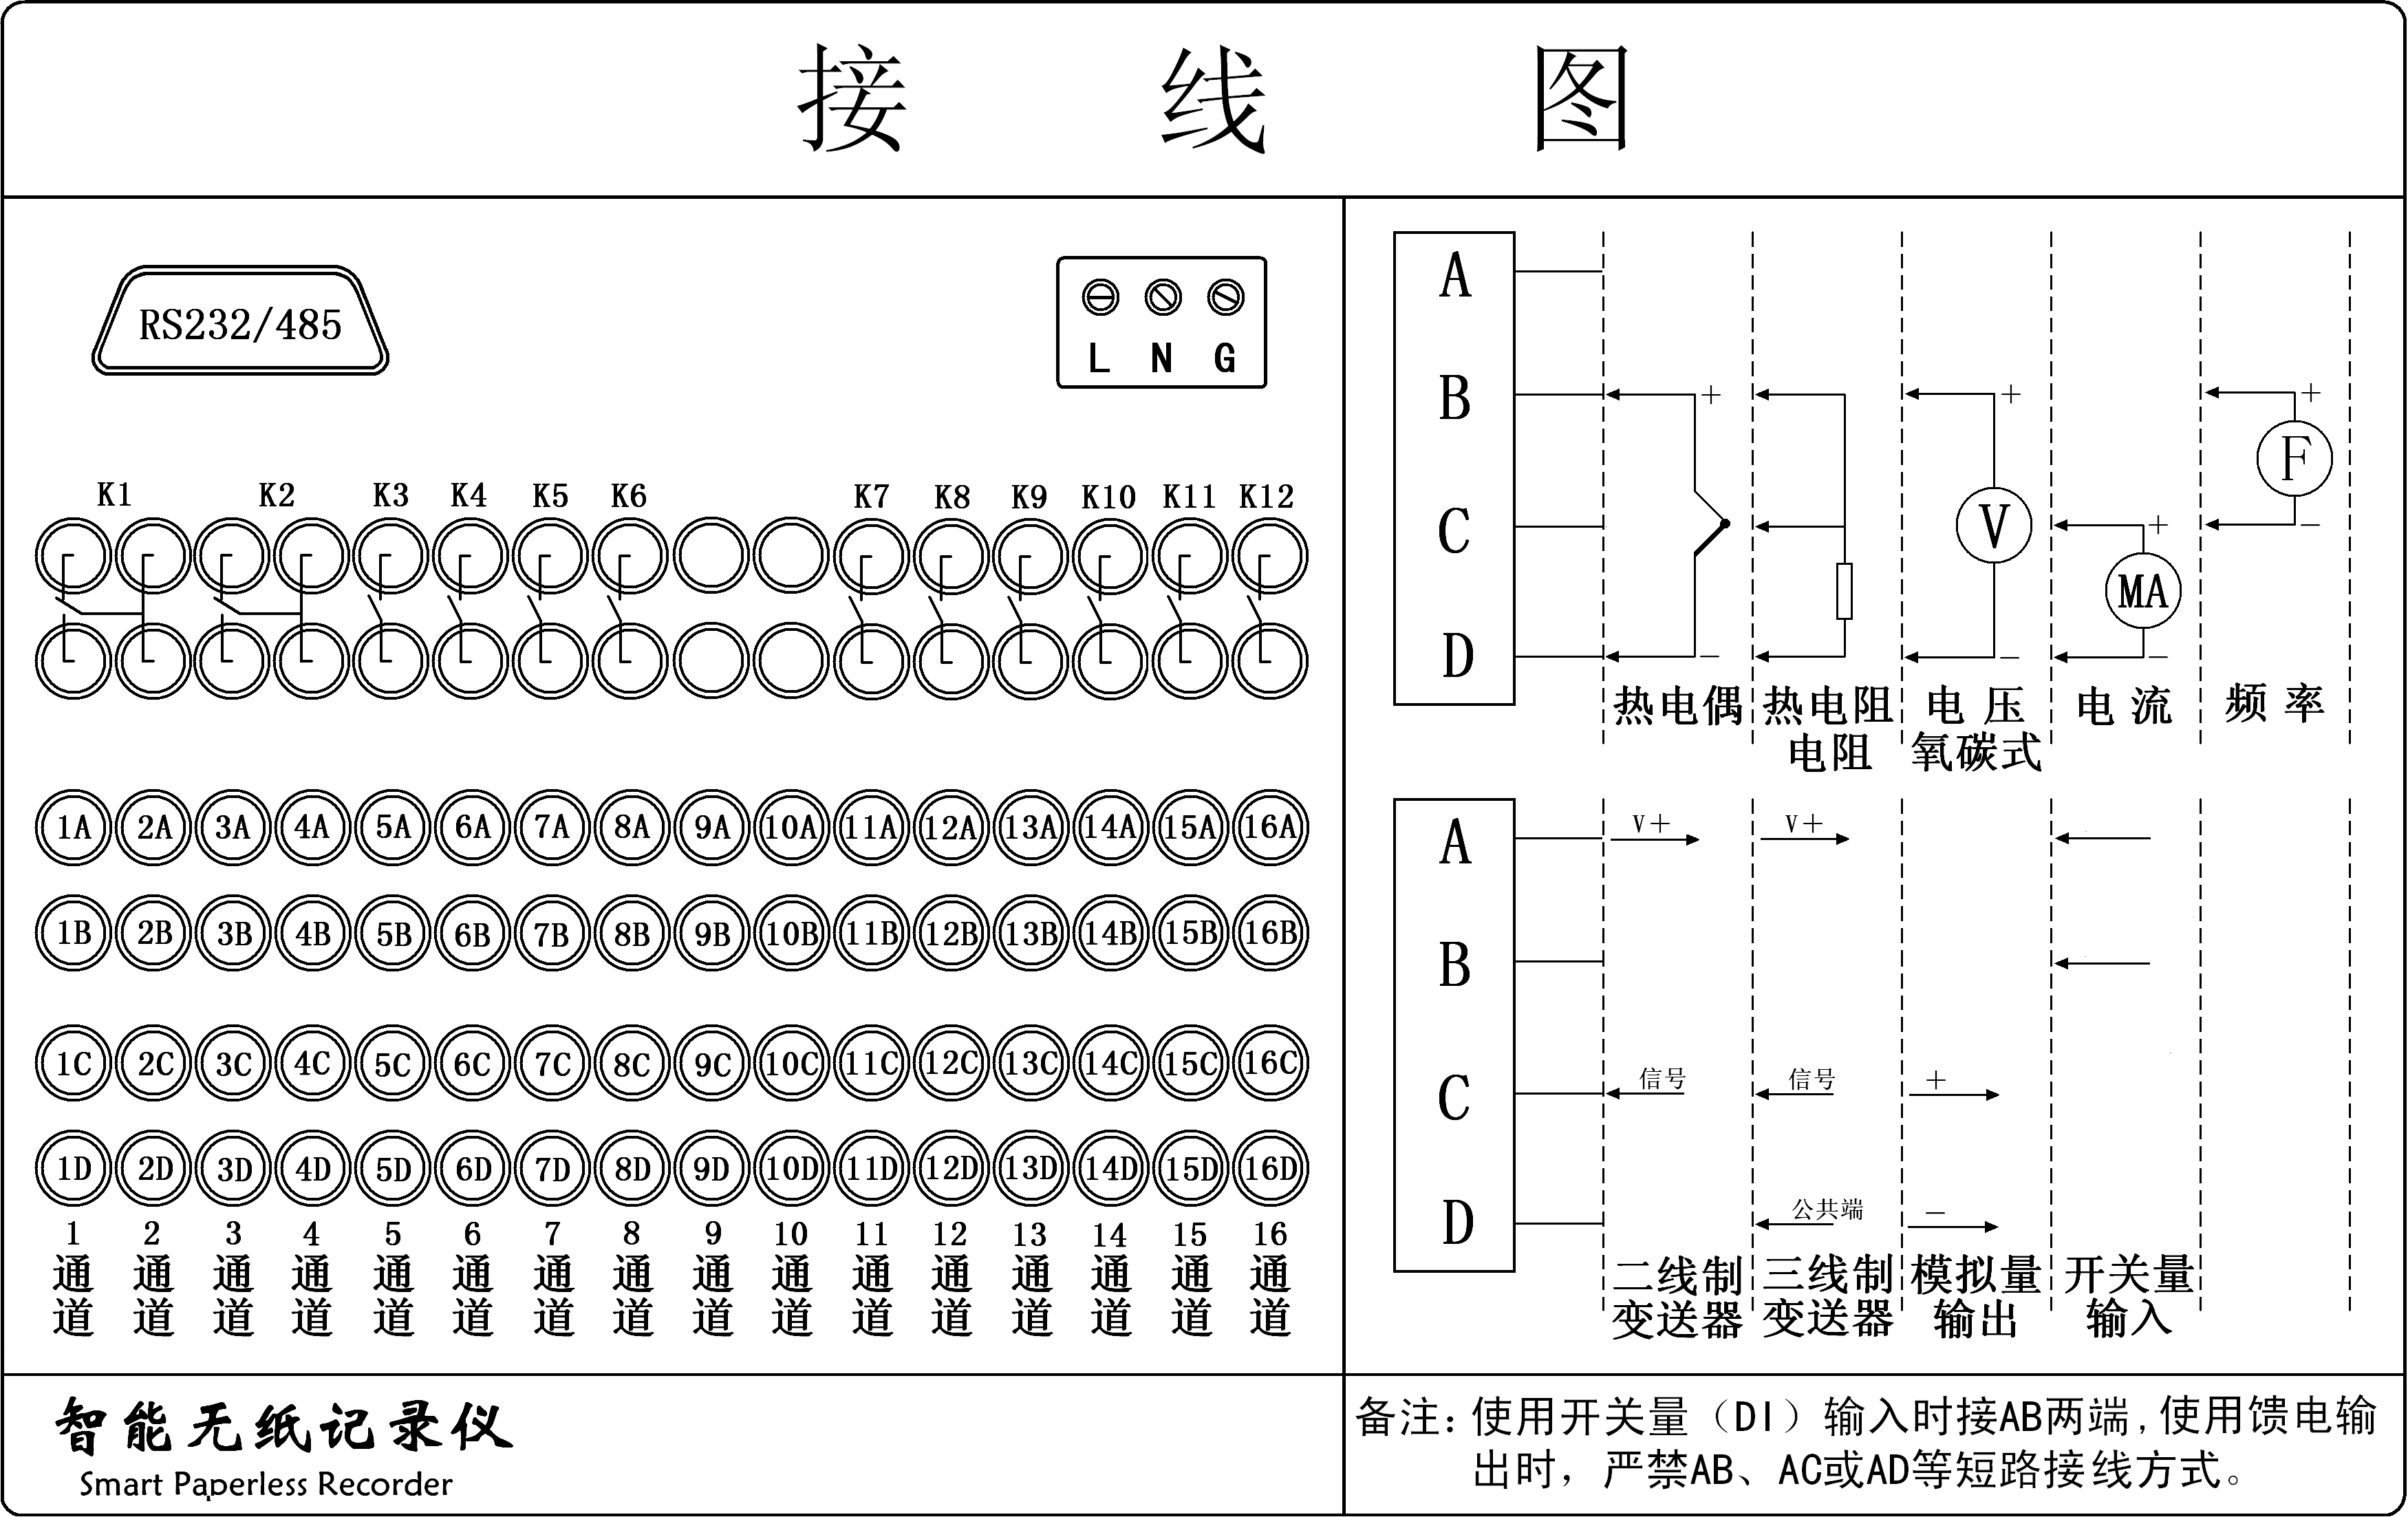 接 线 图
RS232/485
L N G
K1 K2 K3 K4 K5 K6 K7 K8 K9 K10 K11 K12
1A 2A 3A 4A 5A 6A 7A 8A 9A 10A 11A 12A 13A 14A 15A 16A
1B 2B 3B 4B 5B 6B 7B 8B 9B 10B 11B 12B 13B 14B 15B 16B
1C 2C 3C 4C 5C 6C 7C 8C 9C 10C 11C 12C 13C 14C 15C 16C
1D 2D 3D 4D 5D 6D 7D 8D 9D 10D 11D 12D 13D 14D 15D 16D
1 2 3 4 5 6 7 8 9 10 11 12 13 14 15 16
通 通 通 通 通 通 通 通 通 通 通 通 通 通 通 通
道 道 道 道 道 道 道 道 道 道 道 道 道 道 道 道
A
B + + +
F
C V + −
MA
D − − −
热电偶 热电阻 电 压 电 流 频 率
电阻 氧碳式
A V+ V+
B
C 信号 信号 +
D 公共端 −
二线制 三线制 模拟量 开关量
变送器 变送器 输出 输入
智能无纸记录仪
Smart Paperless Recorder
备注：使用开关量（DI）输入时接AB两端，使用馈电输
出时，严禁AB、AC或AD等短路接线方式。